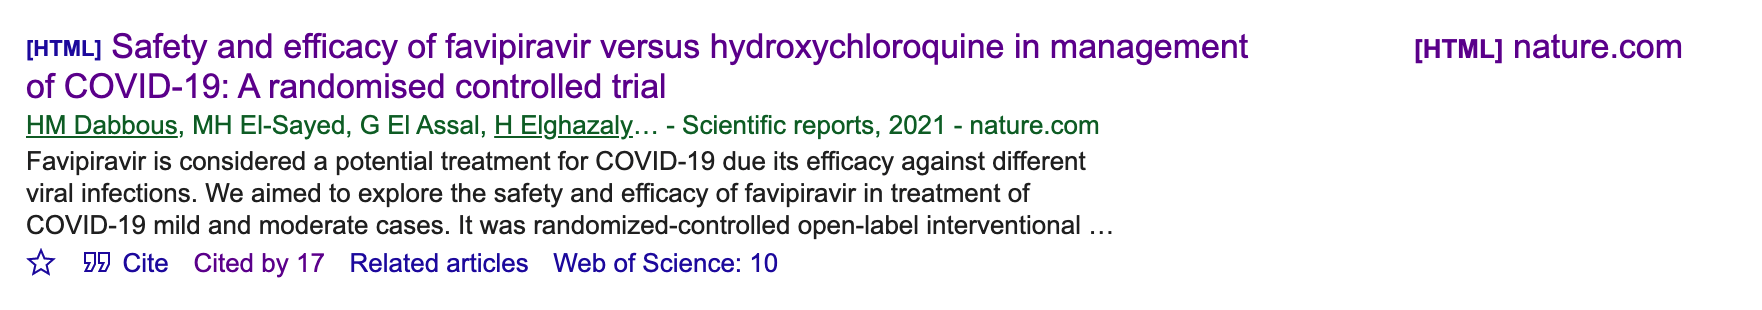 [HTML] Safety and efficacy of favipiravir versus hydroxychloroquine in management
of COVID-19: A randomised controlled trial
[HTML] nature.com
HM Dabbous, MH El-Sayed, G El Assal, H Elghazaly… - Scientific reports, 2021 - nature.com
Favipiravir is considered a potential treatment for COVID-19 due its efficacy against different
viral infections. We aimed to explore the safety and efficacy of favipiravir in treatment of
COVID-19 mild and moderate cases. It was randomized-controlled open-label interventional …
Cite Cited by 17 Related articles Web of Science: 10